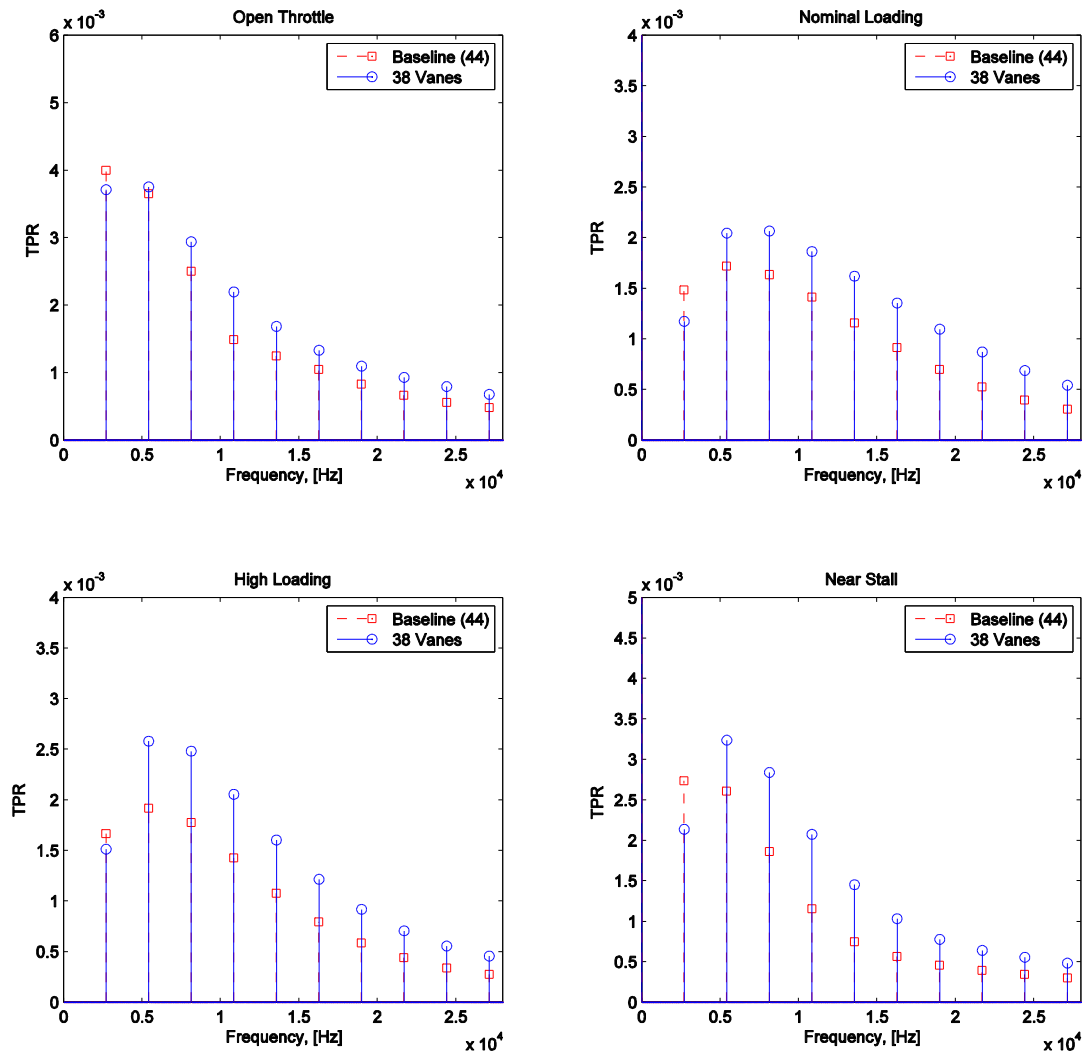 x 10-3
Open Throttle
Baseline (44)
38 Vanes
6
5
4
3
2
1
0
TPR
0 0.5 1 1.5 2 2.5
Frequency, [Hz]
x 10 4
x 10-3
Nominal Loading
Baseline (44)
38 Vanes
4
3.5
3
2.5
2
1.5
1
0.5
0
TPR
0 0.5 1 1.5 2 2.5
Frequency, [Hz]
x 10 4
x 10-3
High Loading
Baseline (44)
38 Vanes
4
3.5
3
2.5
2
1.5
1
0.5
0
TPR
0 0.5 1 1.5 2 2.5
Frequency, [Hz]
x 10 4
x 10-3
Near Stall
Baseline (44)
38 Vanes
5
4.5
4
3.5
3
2.5
2
1.5
1
0.5
0
TPR
0 0.5 1 1.5 2 2.5
Frequency, [Hz]
x 10 4